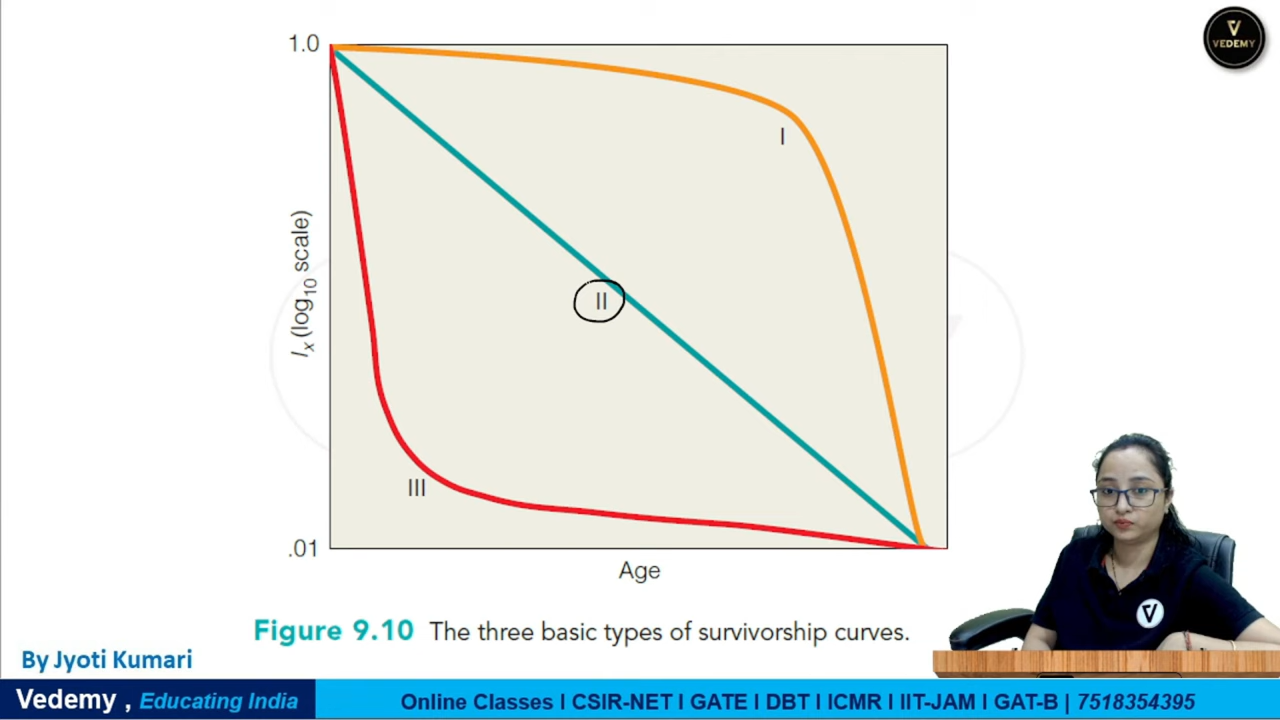 1.0
V
VEDEMY
I
lx (log10 scale)
II
III
.01
Age
Figure 9.10 The three basic types of survivorship curves.
By Jyoti Kumari
Vedemy , Educating India
Online Classes I CSIR-NET I GATE I DBT I ICMR I IIT-JAM I GAT-B | 7518354395